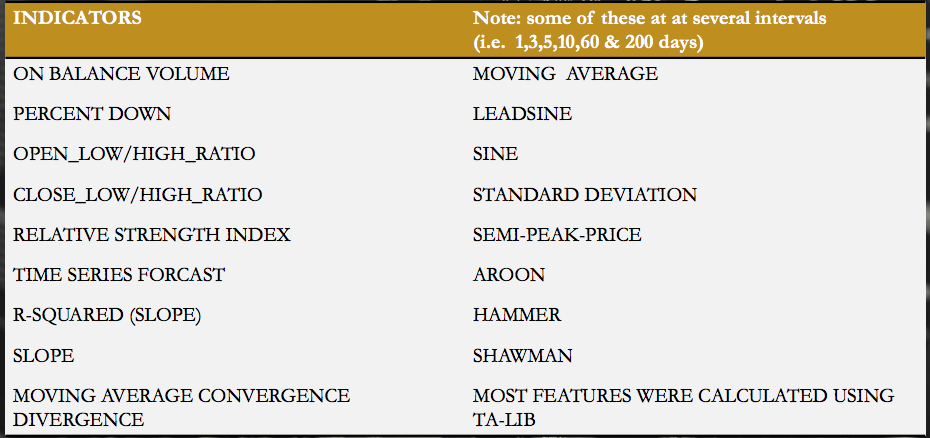 INDICATORS
Note: some of these at at several intervals
(i.e. 1,3,5,10,60 & 200 days)
ON BALANCE VOLUME
MOVING AVERAGE
PERCENT DOWN
LEADSINE
OPEN_LOW/HIGH_RATIO
SINE
CLOSE_LOW/HIGH_RATIO
STANDARD DEVIATION
RELATIVE STRENGTH INDEX
SEMI-PEAK-PRICE
TIME SERIES FORCAST
AROON
R-SQUARED (SLOPE)
HAMMER
SLOPE
SHAWMAN
MOVING AVERAGE CONVERGENCE
DIVERGENCE
MOST FEATURES WERE CALCULATED USING
TA-LIB